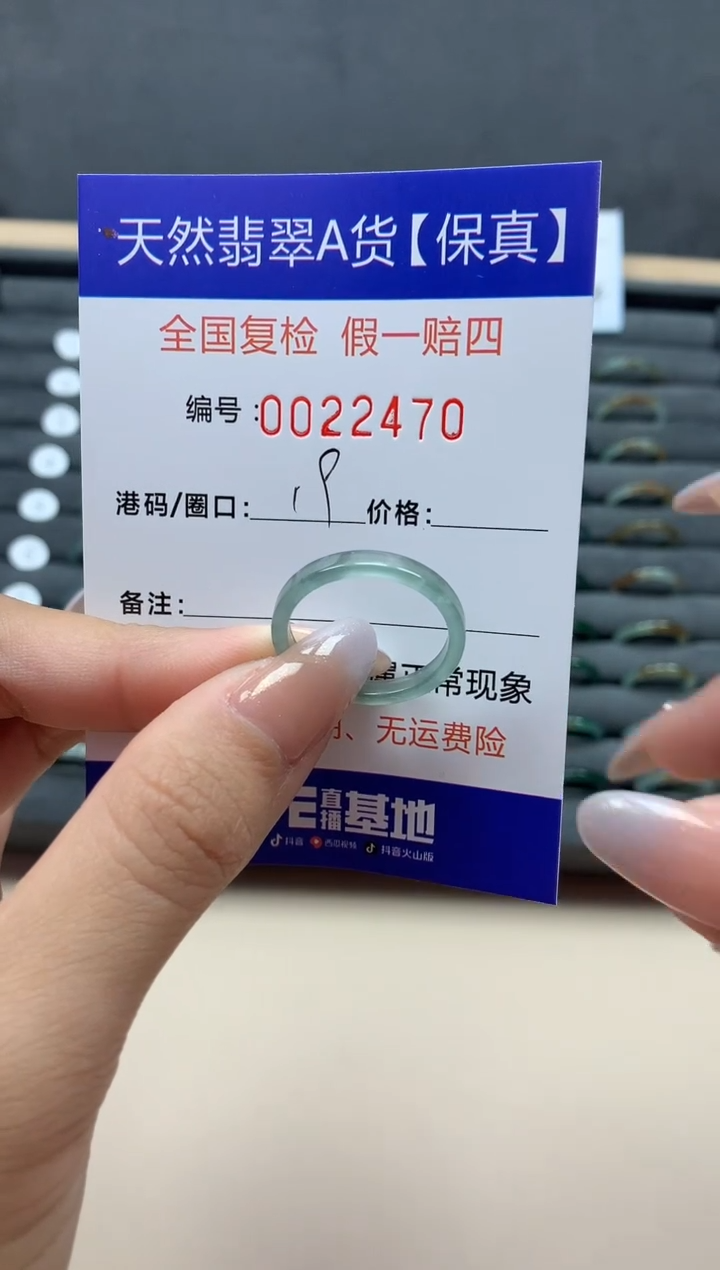 天然翡翠A货【保真】
全国复检 假一赔四
编号:0022470
港码/圈口: 19 价格:
备注:
正常现象
、无运费险
直播基地
抖音 西瓜视频 抖音火山版